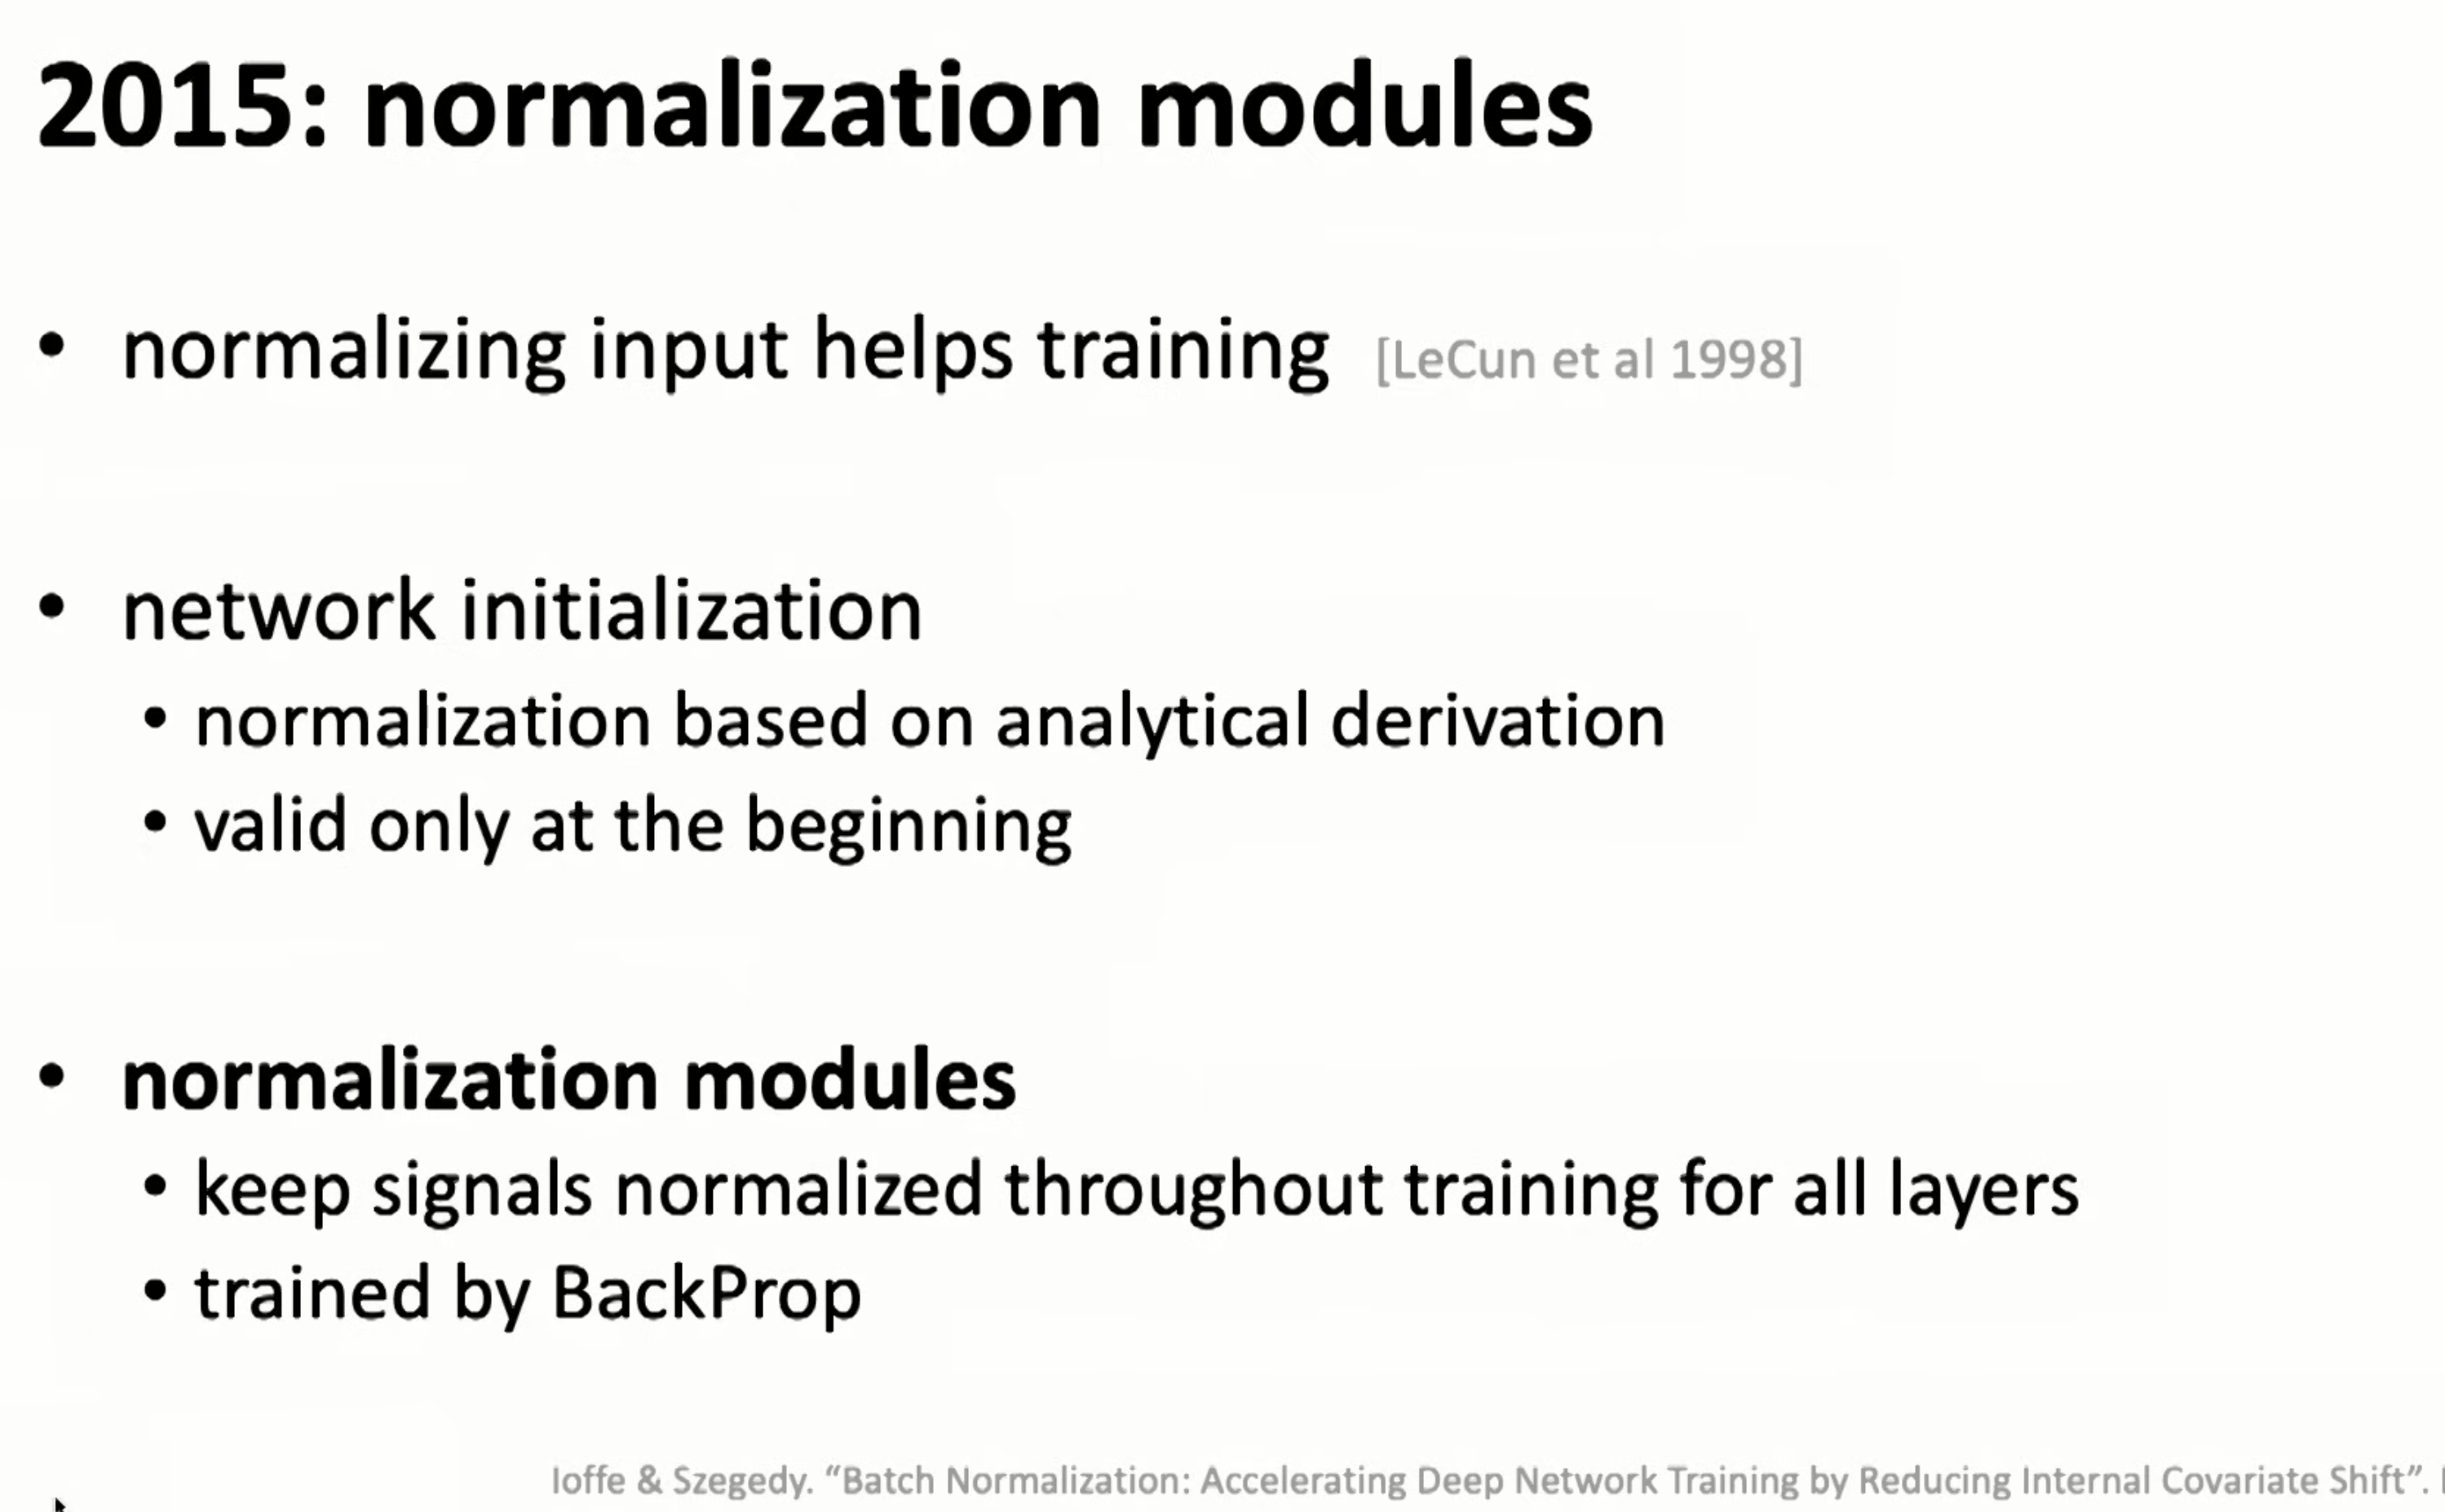 2015: normalization modules
• normalizing input helps training [LeCun et al 1998]
• network initialization
• normalization based on analytical derivation
• valid only at the beginning
• normalization modules
• keep signals normalized throughout training for all layers
• trained by BackProp
Ioffe & Szegedy. “Batch Normalization: Accelerating Deep Network Training by Reducing Internal Covariate Shift”.